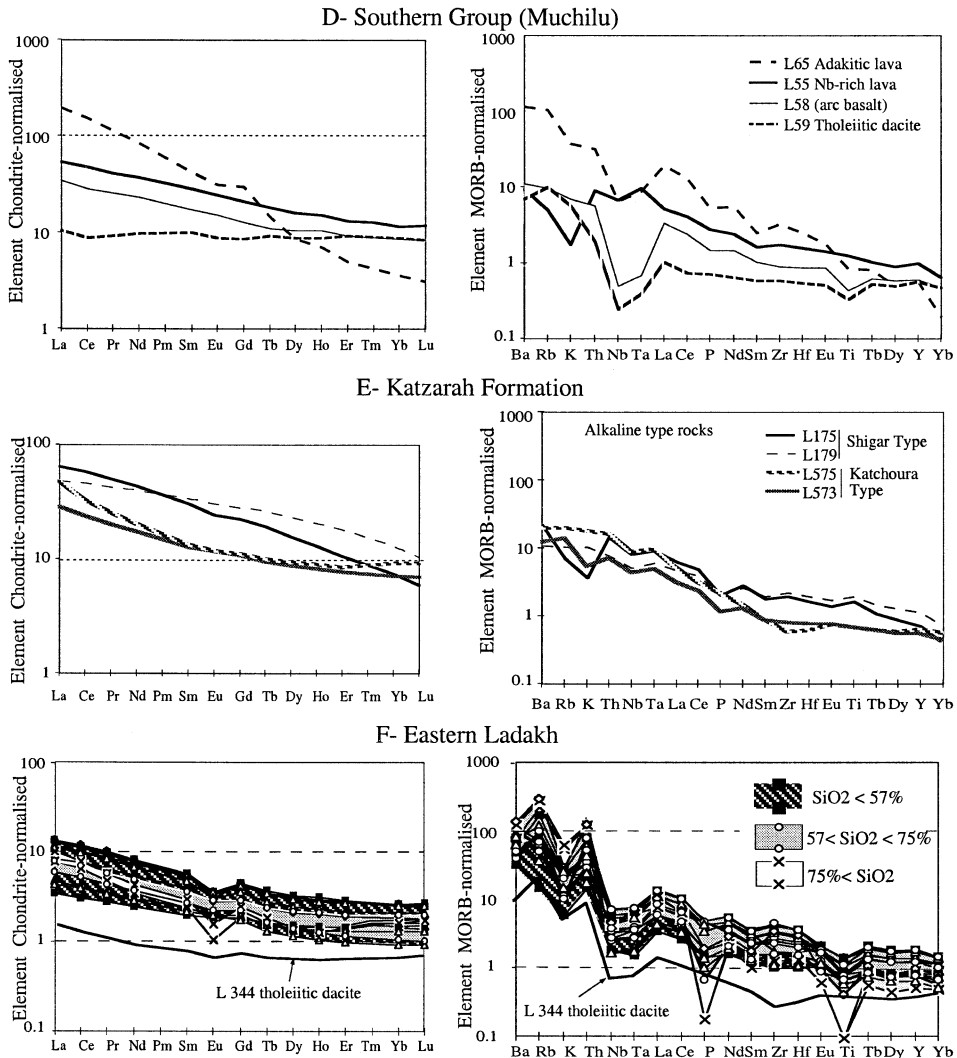 D- Southern Group (Muchilu)
Element Chondrite-normalised
1000
100
10
1
La Ce Pr Nd Pm Sm Eu Gd Tb Dy Ho Er Tm Yb Lu
Element MORB-normalised
1000
100
10
1
0.1
L65 Adakitic lava
L55 Nb-rich lava
L58 (arc basalt)
L59 Tholeiitic dacite
Ba Rb K Th Nb Ta La Ce P Nd Sm Zr Hf Eu Ti Tb Dy Y Yb
E- Katzarah Formation
Element Chondrite-normalised
100
10
1
La Ce Pr Nd Pm Sm Eu Gd Tb Dy Ho Er Tm Yb Lu
Element MORB-normalised
1000
100
10
1
0.1
Alkaline type rocks
L175
L179
Shigar Type
L575
L573
Katchoura
Type
Ba Rb K Th Nb Ta La Ce P Nd Sm Zr Hf Eu Ti Tb Dy Y Yb
F- Eastern Ladakh
Element Chondrite-normalised
100
10
1
0.1
L 344 tholeiitic dacite
La Ce Pr Nd Pm Sm Eu Gd Tb Dy Ho Er Tm Yb Lu
Element MORB-normalised
1000
100
10
1
0.1
SiO2 < 57%
57< SiO2 < 75%
75%< SiO2
L 344 tholeiitic dacite
Ba Rb K Th Nb Ta La Ce P Nd Sm Zr Hf Eu Ti Tb Dy Y Yb